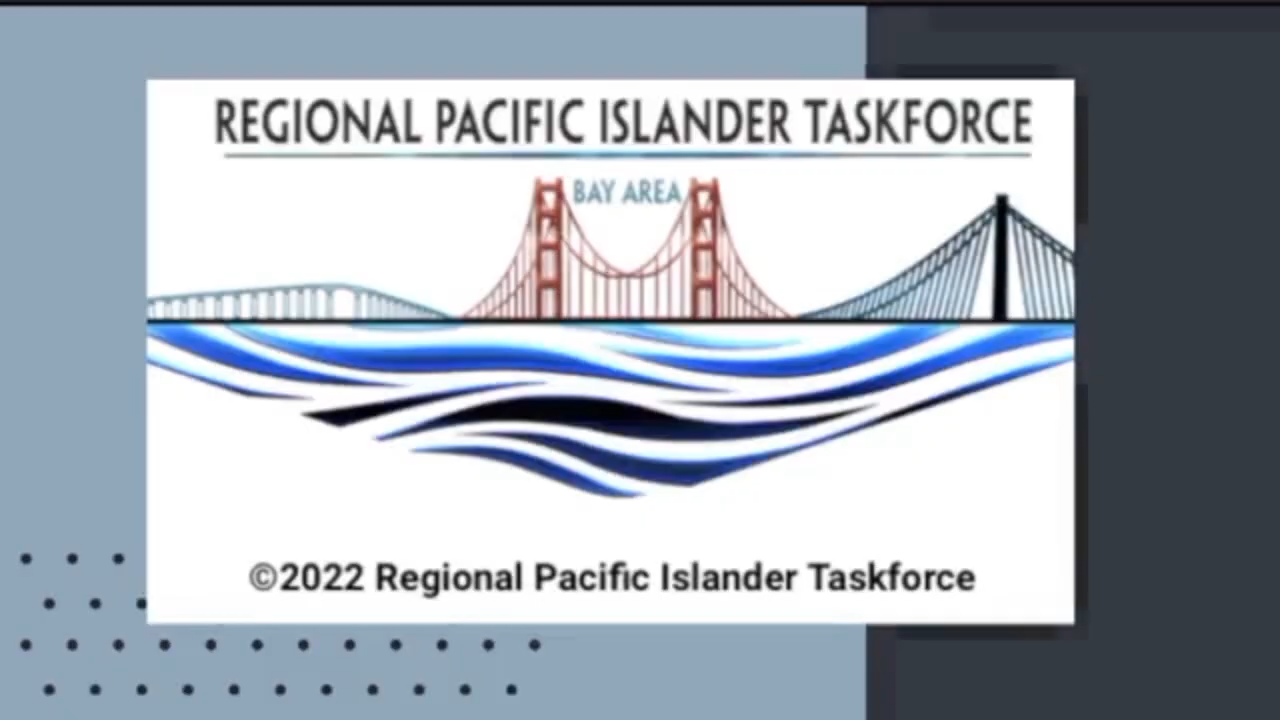 REGIONAL PACIFIC ISLANDER TASKFORCE
BAY AREA
©2022 Regional Pacific Islander Taskforce